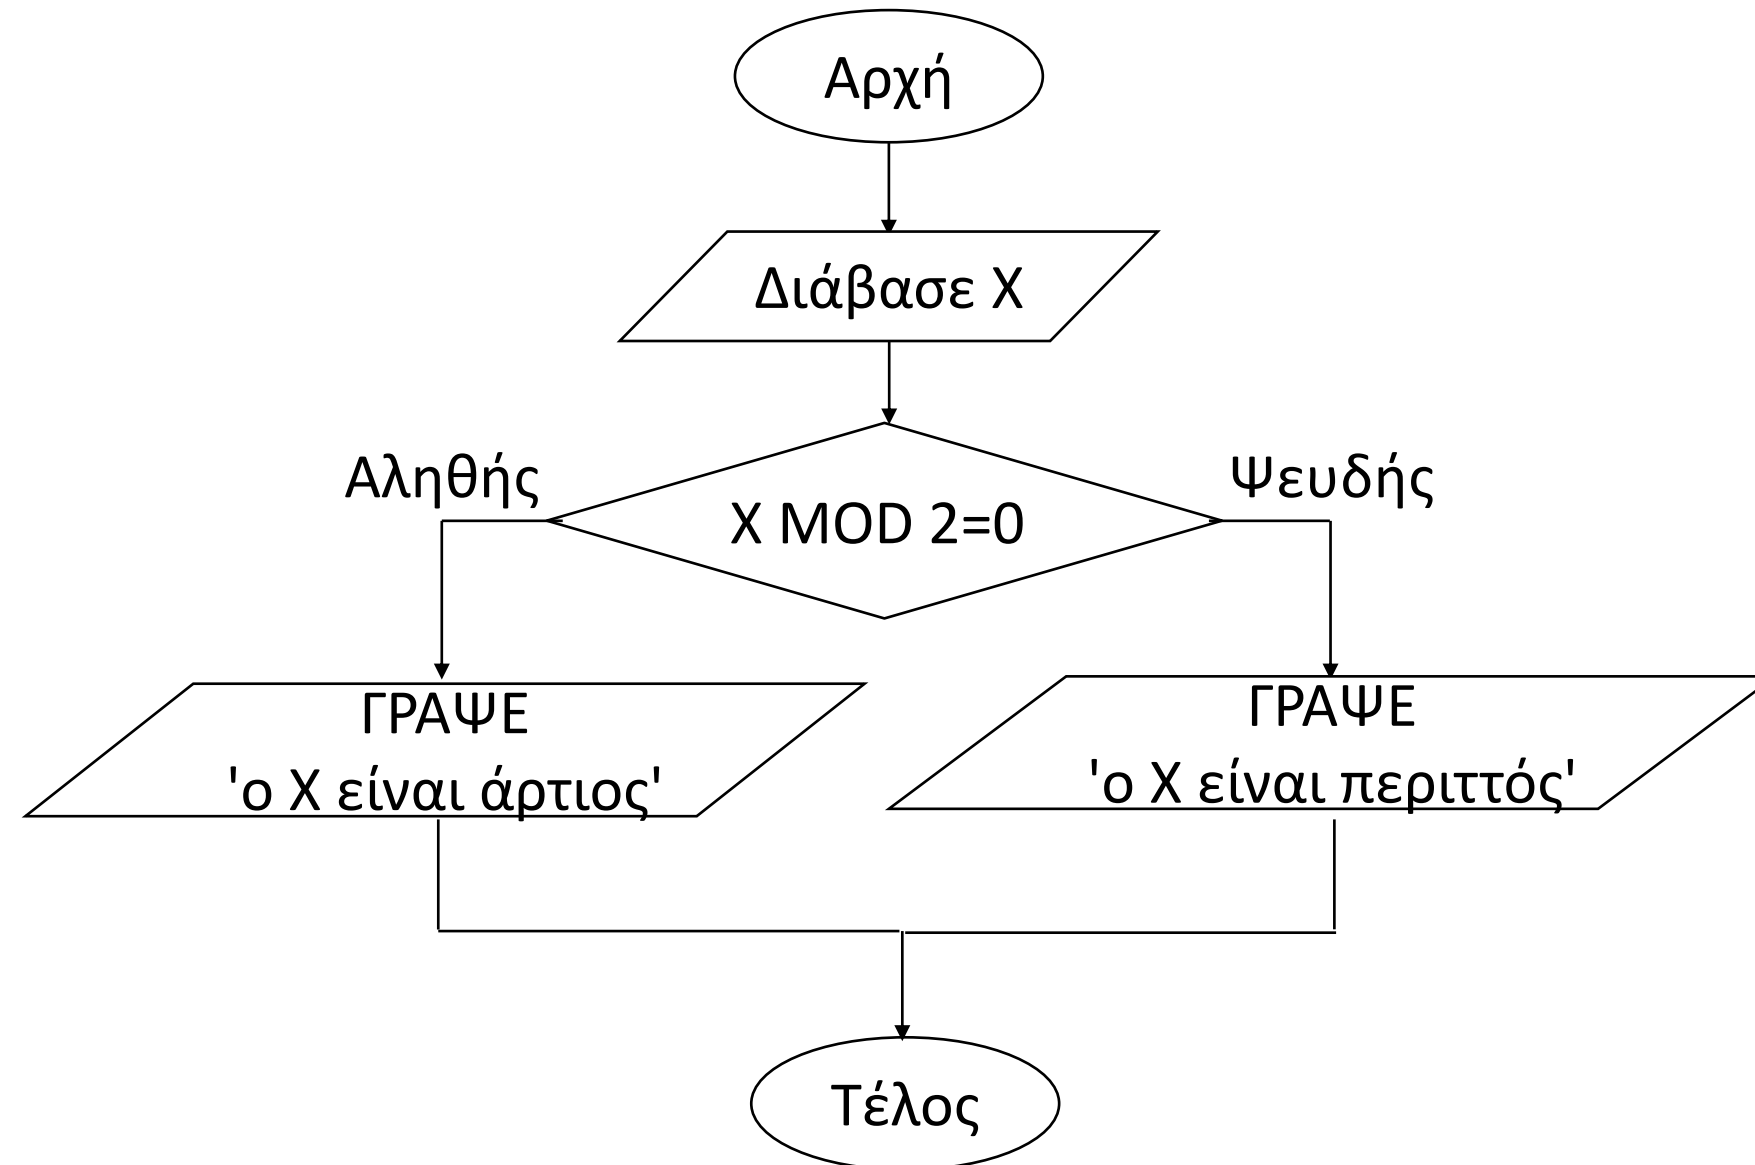 Αρχή
Διάβασε Χ
Αληθής
Ψευδής
Χ MOD 2=0
ΓΡΑΨΕ
'ο Χ είναι άρτιος'
ΓΡΑΨΕ
'ο Χ είναι περιττός'
Τέλος